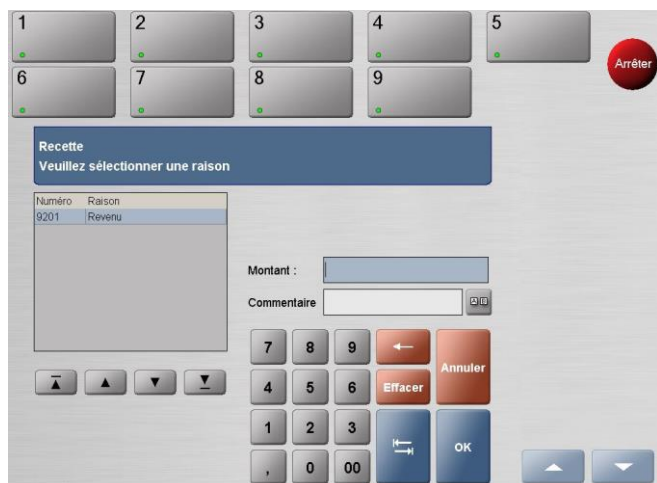 1 2 3 4 5
Arrêter
6 7 8 9
Recette
Veuillez sélectionner une raison
Numéro Raison
9201 Revenu
Montant :
Commentaire
7 8 9
Annuler
4 5 6 Effacer
1 2 3
OK
, 0 00